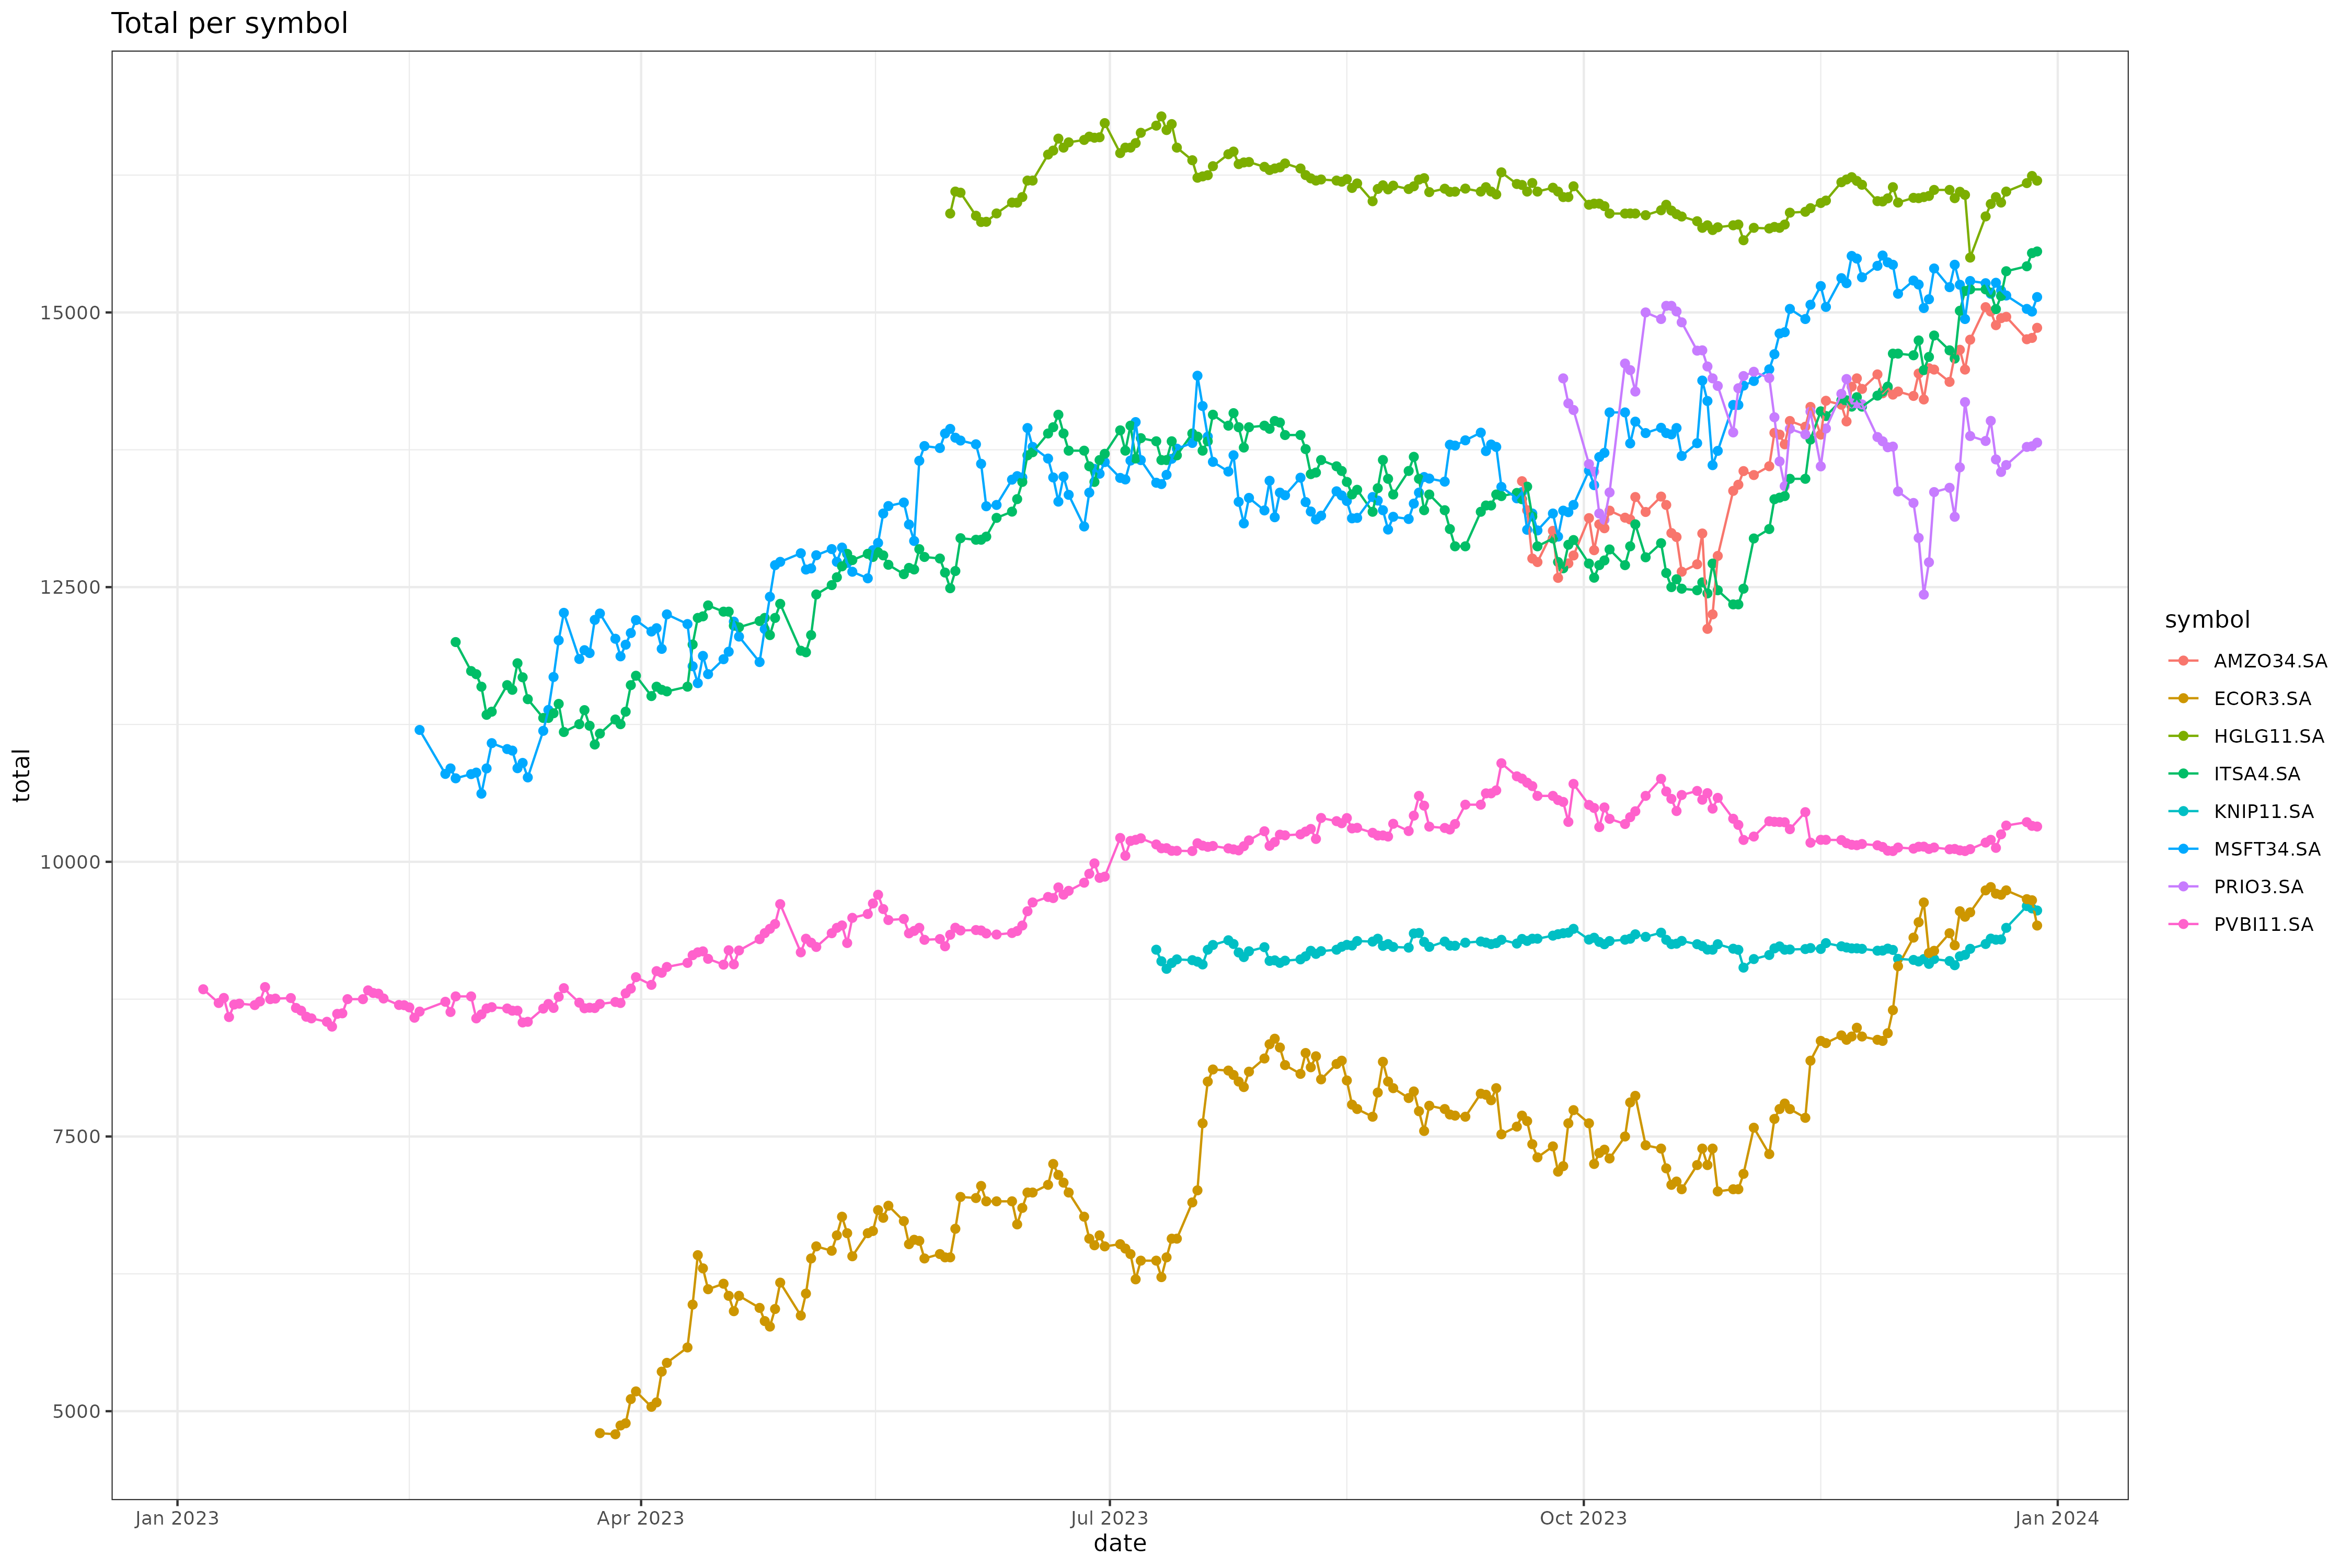 Total per symbol
total
15000
12500
10000
7500
5000
Jan 2023
Apr 2023
Jul 2023
Oct 2023
Jan 2024
date
symbol
AMZO34.SA
ECOR3.SA
HGLG11.SA
ITSA4.SA
KNIP11.SA
MSFT34.SA
PRIO3.SA
PVBI11.SA